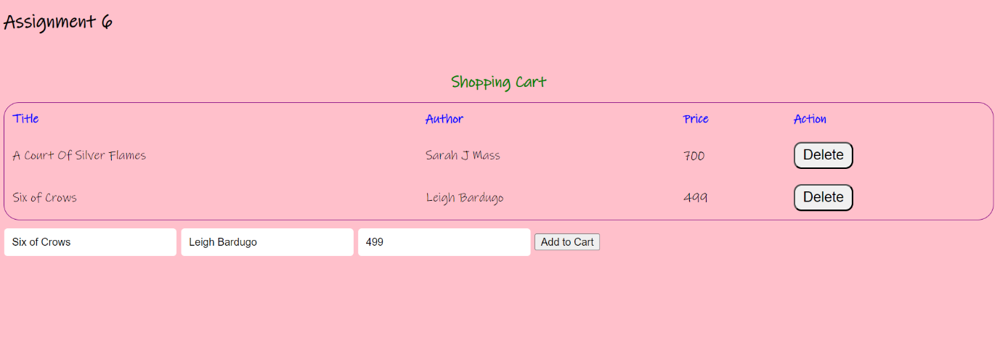 Assignment 6
Shopping Cart
Title Author Price Action
A Court Of Silver Flames Sarah J Mass 700 Delete
Six of Crows Leigh Bardugo 499 Delete
Six of Crows Leigh Bardugo 499 Add to Cart